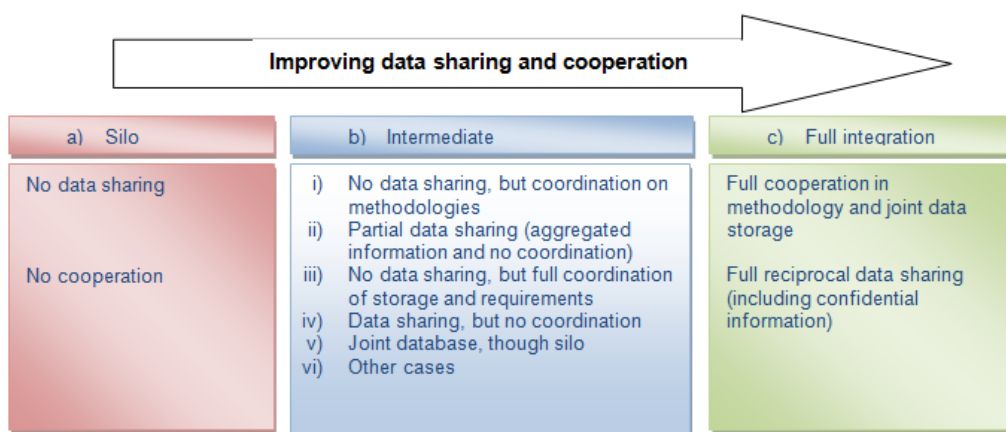 Improving data sharing and cooperation
a) Silo
No data sharing
No cooperation
b) Intermediate
i) No data sharing, but coordination on
methodologies
ii) Partial data sharing (aggregated
information and no coordination)
iii) No data sharing, but full coordination
of storage and requirements
iv) Data sharing, but no coordination
v) Joint database, though silo
vi) Other cases
c) Full integration
Full cooperation in
methodology and joint data
storage
Full reciprocal data sharing
(including confidential
information)